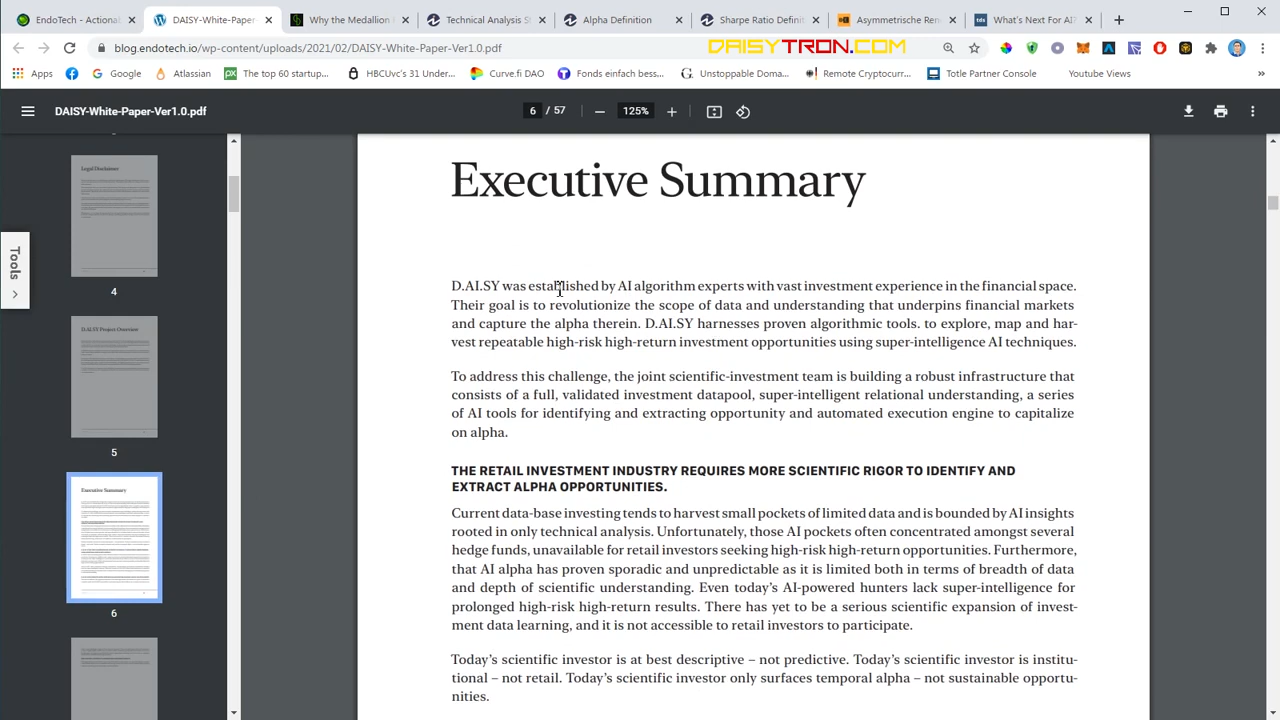 EndoTech - Actiona
DAISY-White-Paper-
Why the Medallion
Technical Analysis S
Alpha Definition
Sharpe Ratio Definit
Asymmetrische Ren
What's Next For AI?
blog.endotech.io/wp-content/uploads/2021/02/DAISY-White-Paper-Ver1.0.pdf
DAISYTRON.COM
Apps
Google
Atlassian
The top 60 startup...
HBCUvc's 31 Under...
Curve.fi DAO
Fonds einfach bess...
Unstoppable Doma...
Remote Cryptocurr...
Totle Partner Console
Youtube Views
»
DAISY-White-Paper-Ver1.0.pdf
6 / 57
125%
Tools
Legal Disclaimer
4
D.AI.SY Project Overview
5
Executive Summary
6
Executive Summary
D.AI.SY was established by AI algorithm experts with vast investment experience in the financial space.
Their goal is to revolutionize the scope of data and understanding that underpins financial markets
and capture the alpha therein. D.AI.SY harnesses proven algorithmic tools. to explore, map and har-
vest repeatable high-risk high-return investment opportunities using super-intelligence AI techniques.
To address this challenge, the joint scientific-investment team is building a robust infrastructure that
consists of a full, validated investment datapool, super-intelligent relational understanding, a series
of AI tools for identifying and extracting opportunity and automated execution engine to capitalize
on alpha.
THE RETAIL INVESTMENT INDUSTRY REQUIRES MORE SCIENTIFIC RIGOR TO IDENTIFY AND
EXTRACT ALPHA OPPORTUNITIES.
Current data-base investing tends to harvest small pockets of limited data and is bounded by AI insights
rooted in only technical analysis. Unfortunately, those AI pockets often concentrated amongst several
hedge funds, unavailable for retail investors seeking high-risk high-return opportunities. Furthermore,
that AI alpha has proven sporadic and unpredictable as it is limited both in terms of breadth of data
and depth of scientific understanding. Even today's AI-powered hunters lack super-intelligence for
prolonged high-risk high-return results. There has yet to be a serious scientific expansion of invest-
ment data learning, and it is not accessible to retail investors to participate.
Today's scientific investor is at best descriptive – not predictive. Today's scientific investor is institu-
tional – not retail. Today's scientific investor only surfaces temporal alpha – not sustainable opportu-
nities.